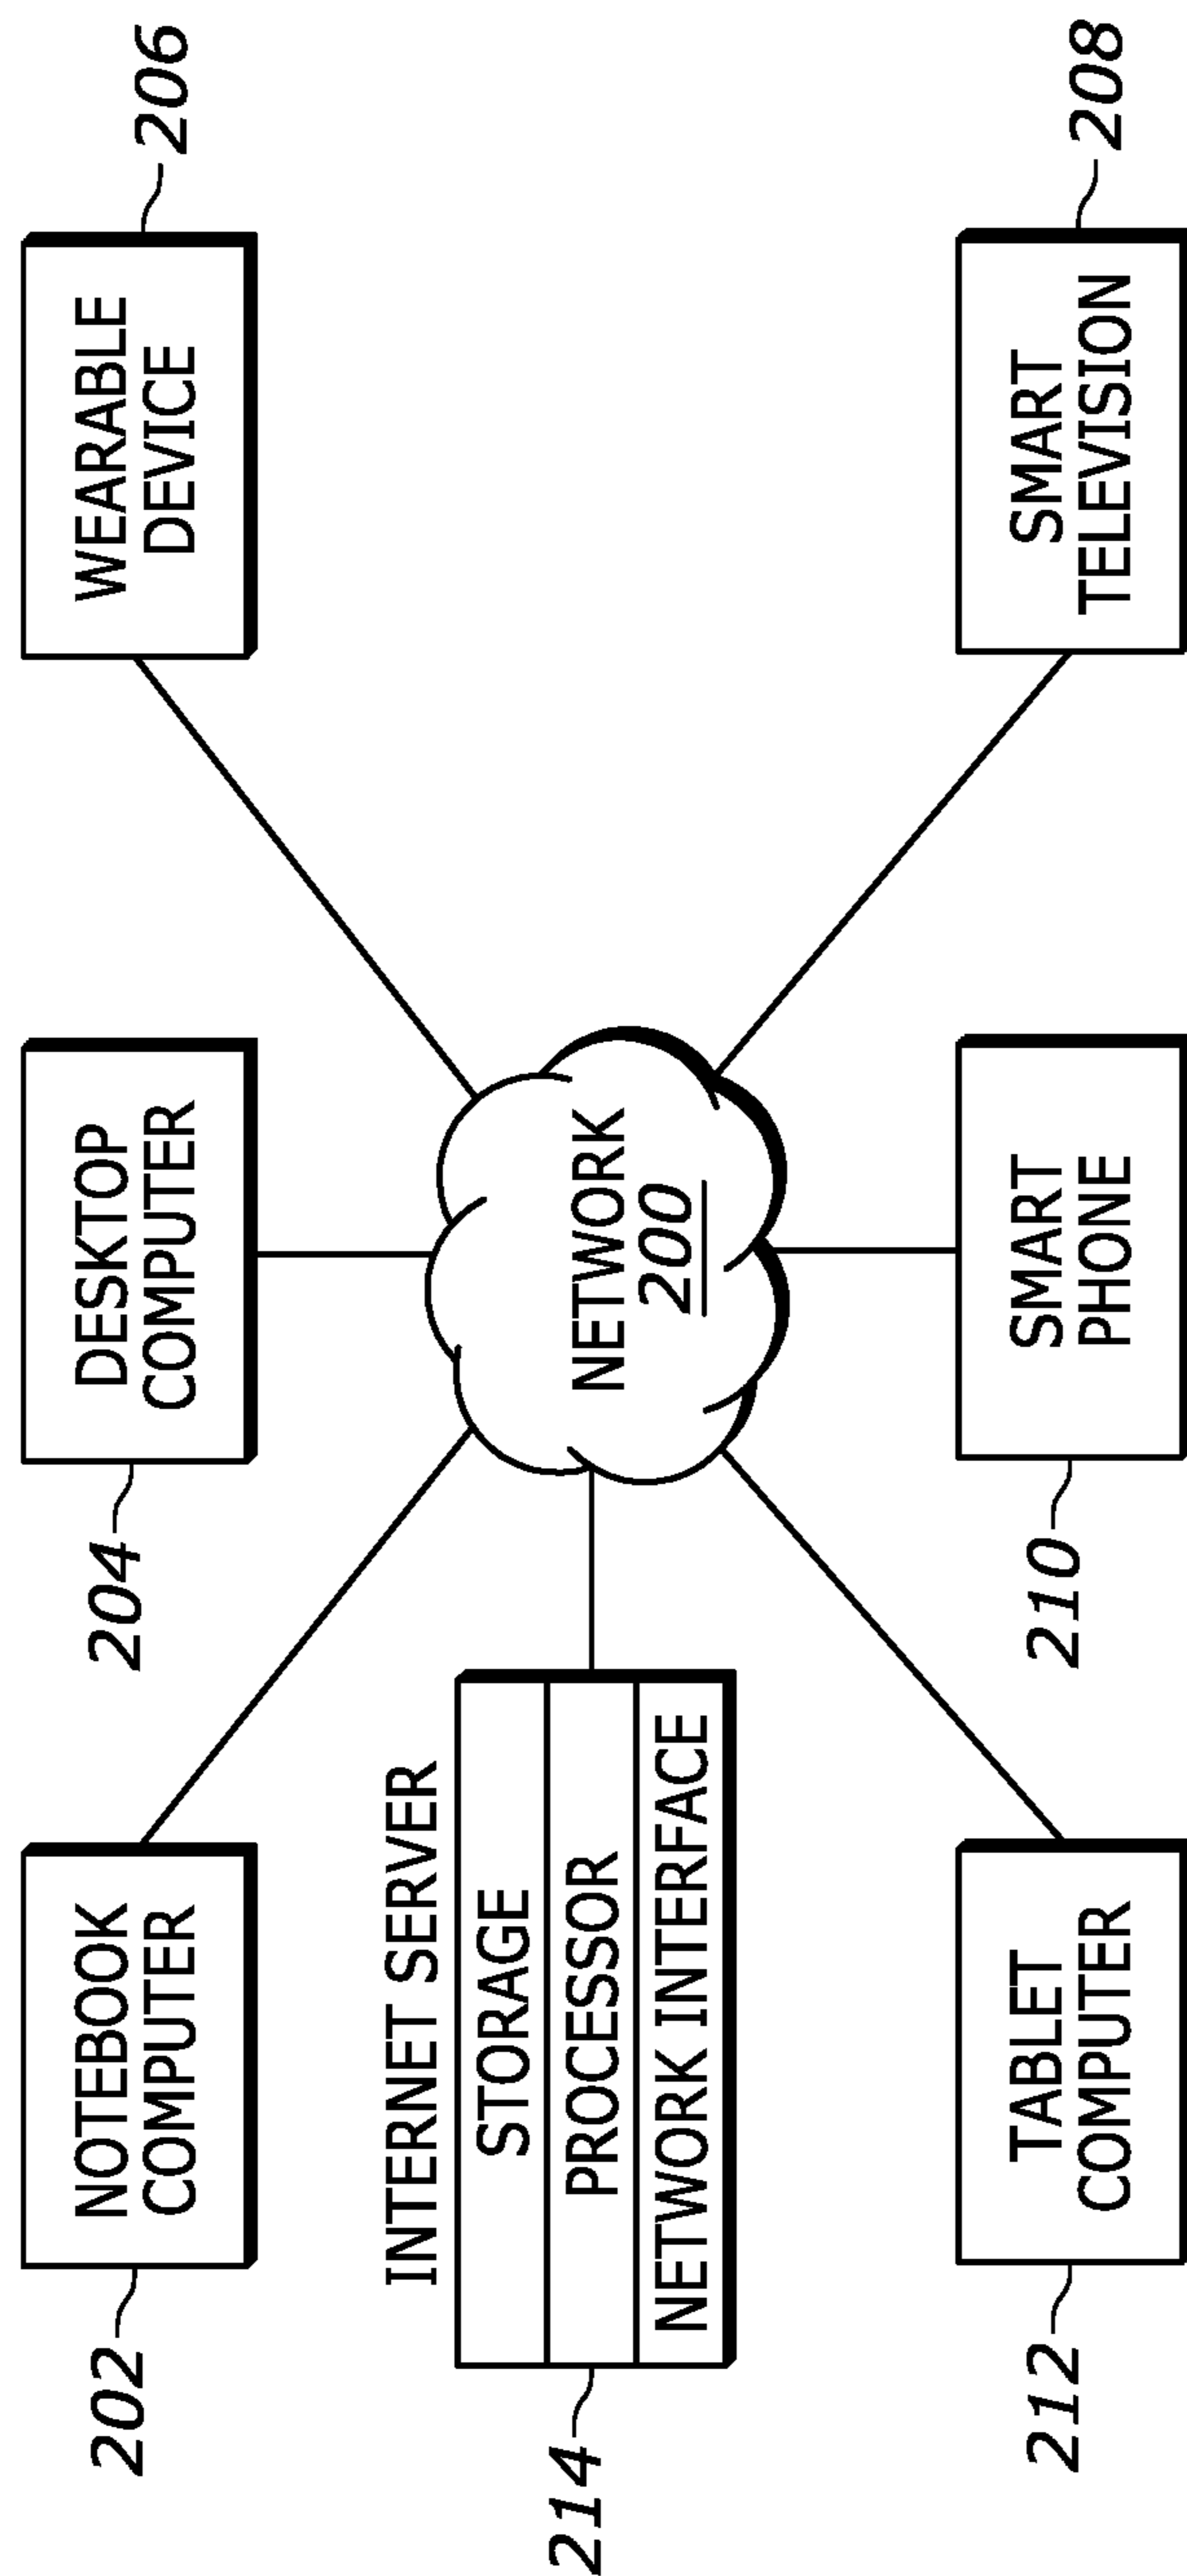 202
NOTEBOOK
COMPUTER
204
DESKTOP
COMPUTER
WEARABLE
DEVICE
206
INTERNET SERVER
214
STORAGE
PROCESSOR
NETWORK INTERFACE
NETWORK
200
212
TABLET
COMPUTER
210
SMART
PHONE
SMART
TELEVISION
208